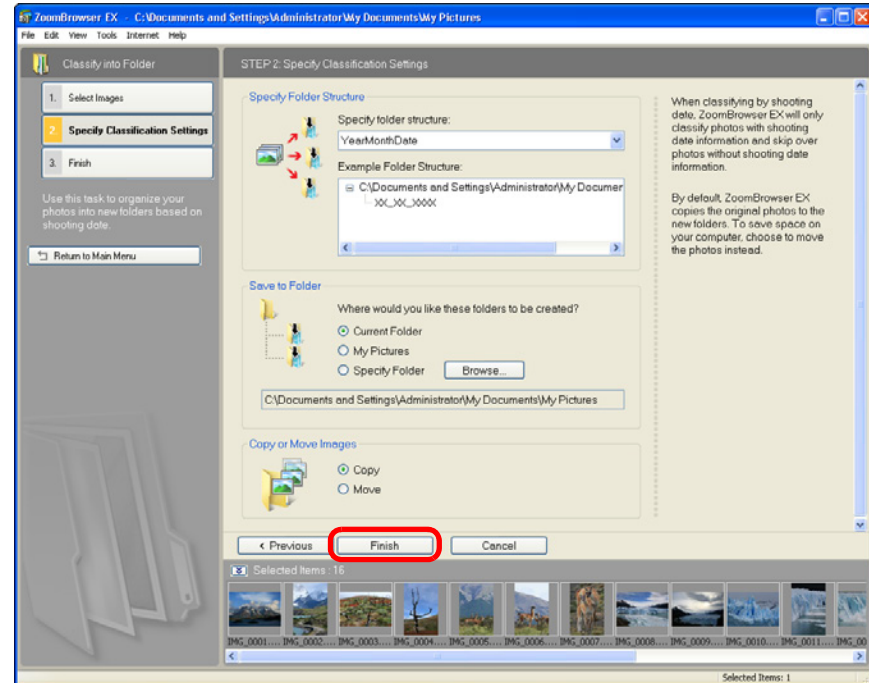 ZoomBrowser EX - C:\Documents and Settings\Administrator\My Documents\My Pictures
File Edit View Tools Internet Help
Classify into Folder
1. Select Images
2. Specify Classification Settings
3. Finish
Use this task to organize your
photos into new folders based on
shooting date.
Return to Main Menu
STEP 2: Specify Classification Settings
Specify Folder Structure
Specify folder structure:
YearMonthDate
Example Folder Structure:
C:\Documents and Settings\Administrator\My Documer
XX_XX_XXXX
Save to Folder
Where would you like these folders to be created?
Current Folder
My Pictures
Specify Folder Browse...
C:\Documents and Settings\Administrator\My Documents\My Pictures
Copy or Move Images
Copy
Move
When classifying by shooting
date, ZoomBrowser EX will only
classify photos with shooting
date information and skip over
photos without shooting date
information.
By default, ZoomBrowser EX
copies the original photos to the
new folders. To save space on
your computer, choose to move
the photos instead.
< Previous Finish Cancel
Selected Items : 16
IMG_0001.... IMG_0002.... IMG_0003.... IMG_0004.... IMG_0005.... IMG_0006.... IMG_0007.... IMG_0008.... IMG_0009.... IMG_0010.... IMG_0011.... IMG_00
Selected Items: 1